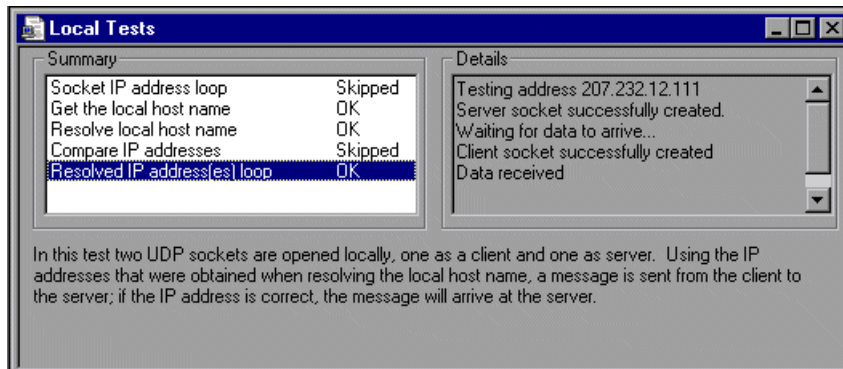 Local Tests
Summary
Socket IP address loop Skipped
Get the local host name OK
Resolve local host name OK
Compare IP addresses Skipped
Resolved IP address(es) loop OK
Details
Testing address 207.232.12.111
Server socket successfully created.
Waiting for data to arrive...
Client socket successfully created
Data received
In this test two UDP sockets are opened locally, one as a client and one as server.  Using the IP
addresses that were obtained when resolving the local host name, a message is sent from the client to
the server; if the IP address is correct, the message will arrive at the server.